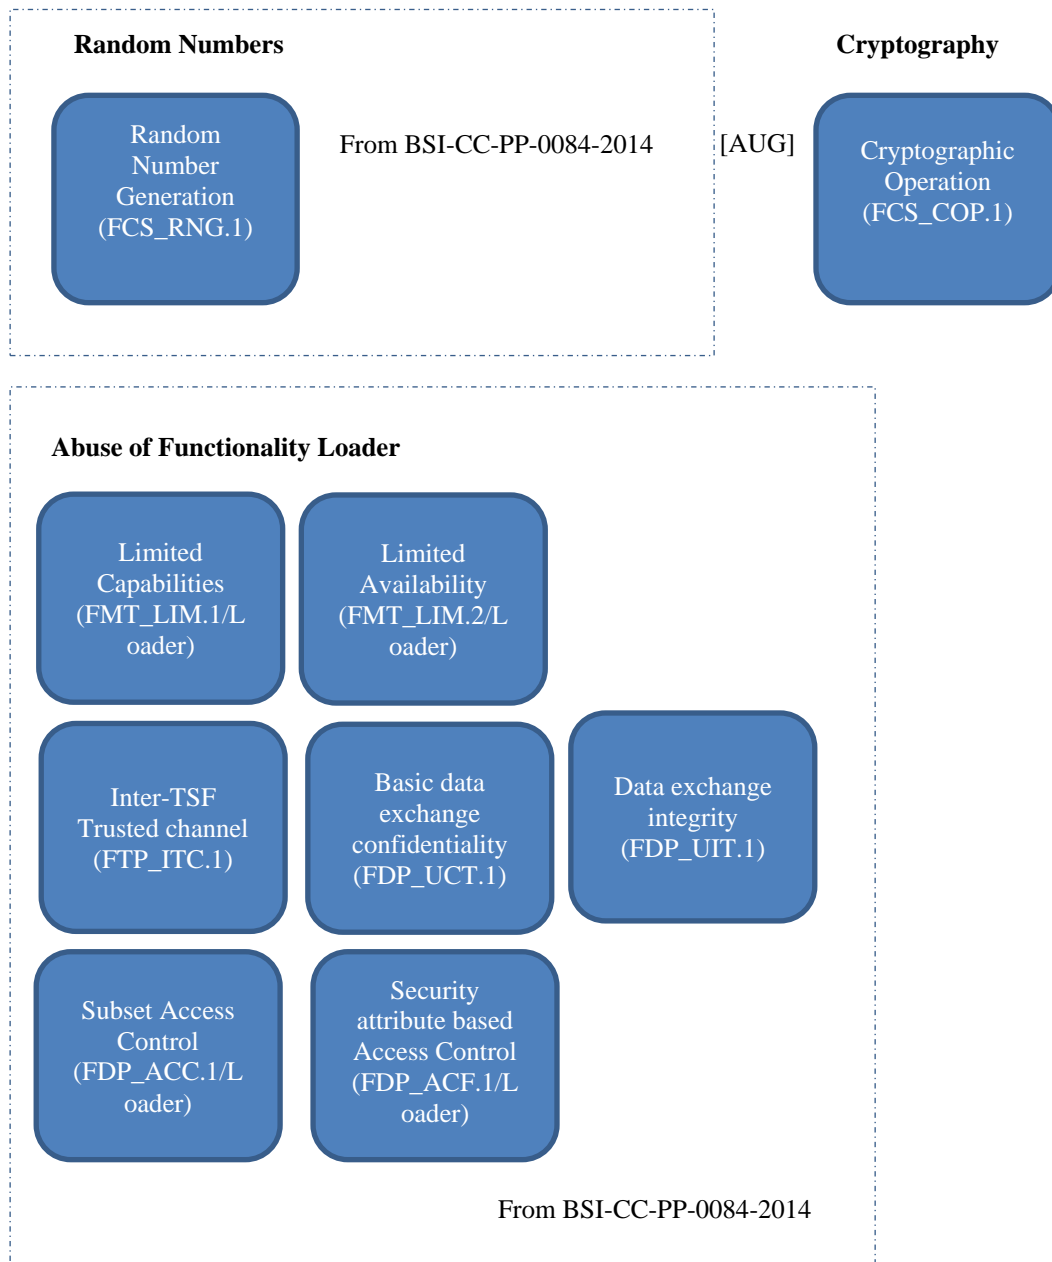 Random Numbers
Cryptography
Random
Number
Generation
(FCS_RNG.1)
From BSI-CC-PP-0084-2014
[AUG]
Cryptographic
Operation
(FCS_COP.1)
Abuse of Functionality Loader
Limited
Capabilities
(FMT_LIM.1/L
oader)
Limited
Availability
(FMT_LIM.2/L
oader)
Inter-TSF
Trusted channel
(FTP_ITC.1)
Basic data
exchange
confidentiality
(FDP_UCT.1)
Data exchange
integrity
(FDP_UIT.1)
Subset Access
Control
(FDP_ACC.1/L
oader)
Security
attribute based
Access Control
(FDP_ACF.1/L
oader)
From BSI-CC-PP-0084-2014